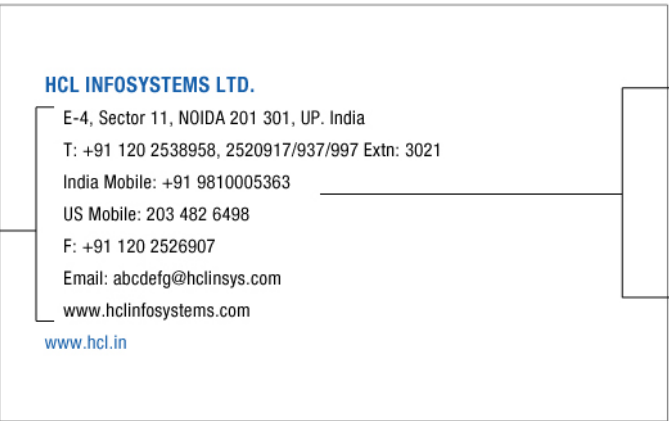 HCL INFOSYSTEMS LTD.
E-4, Sector 11, NOIDA 201 301, UP. India
T: +91 120 2538958, 2520917/937/997 Extn: 3021
India Mobile: +91 9810005363
US Mobile: 203 482 6498
F: +91 120 2526907
Email: abcdefg@hclinsys.com
www.hclinfosystems.com
www.hcl.in